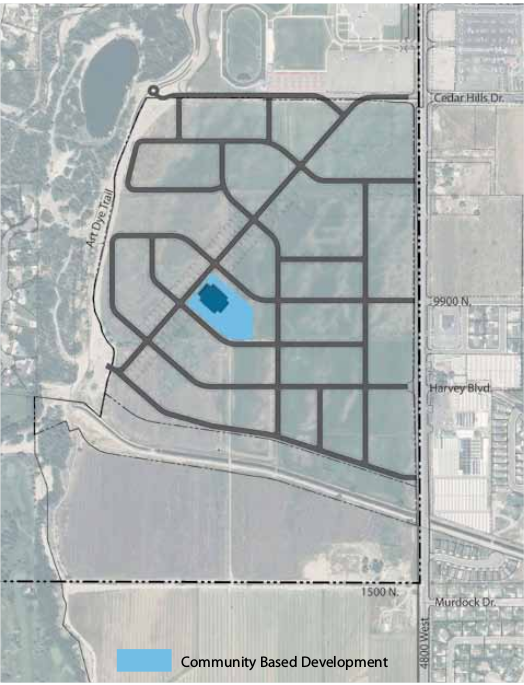 Cedar Hills Dr.
Art Dye Trail
9900 N.
Harvey Blvd.
1500 N.
Murdock Dr.
4800 West
Community Based Development